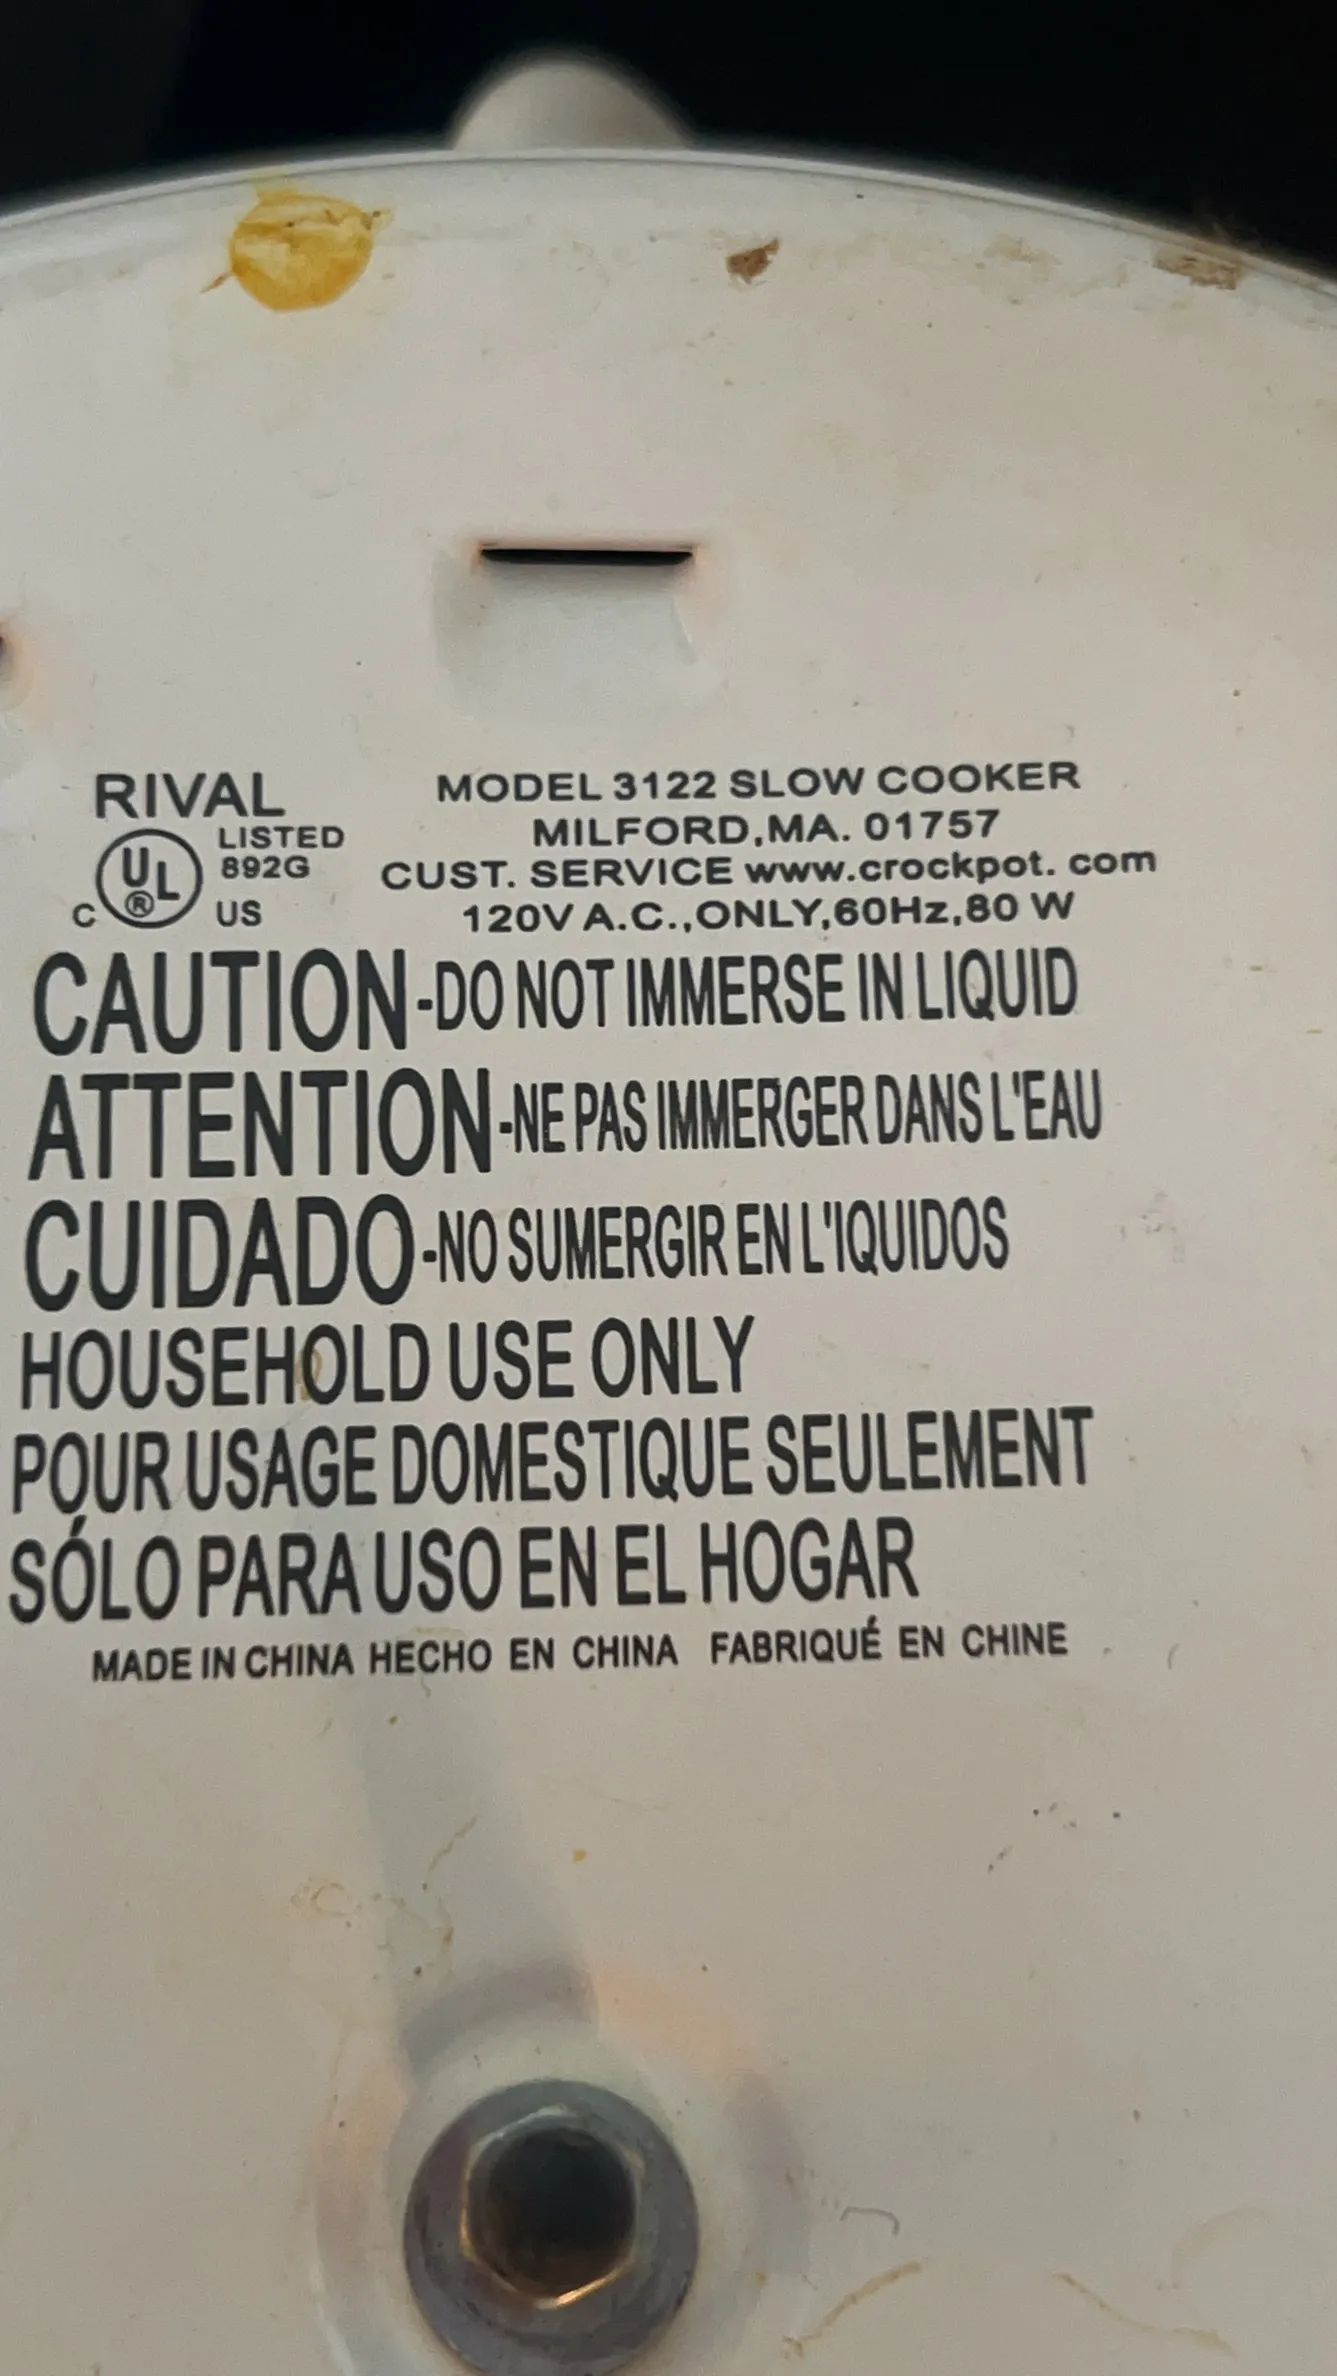 RIVAL
C UL ® US
LISTED
892G
MODEL 3122 SLOW COOKER
MILFORD,MA. 01757
CUST. SERVICE www.crockpot. com
120V A.C.,ONLY,60Hz,80 W
CAUTION-DO NOT IMMERSE IN LIQUID
ATTENTION-NE PAS IMMERGER DANS L'EAU
CUIDADO-NO SUMERGIR EN L'IQUIDOS
HOUSEHOLD USE ONLY
POUR USAGE DOMESTIQUE SEULEMENT
SÓLO PARA USO EN EL HOGAR
MADE IN CHINA HECHO EN CHINA FABRIQUÉ EN CHINE